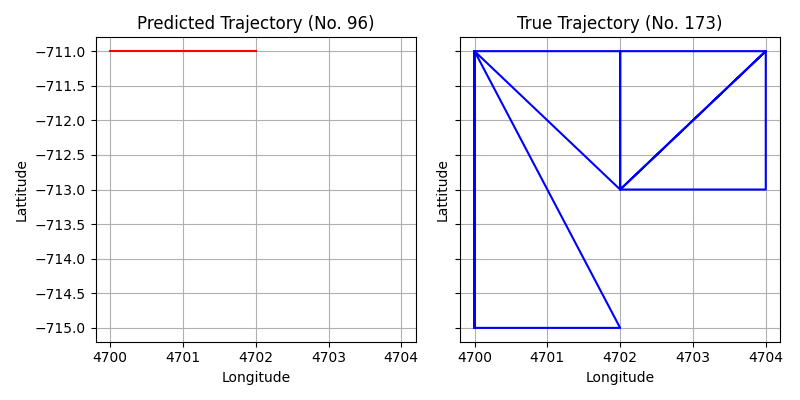 Predicted Trajectory (No. 96)
−711.0
−711.5
−712.0
−712.5
−713.0
−713.5
−714.0
−714.5
−715.0
Lattitude
4700 4701 4702 4703 4704
Longitude
True Trajectory (No. 173)
Lattitude
4700 4701 4702 4703 4704
Longitude